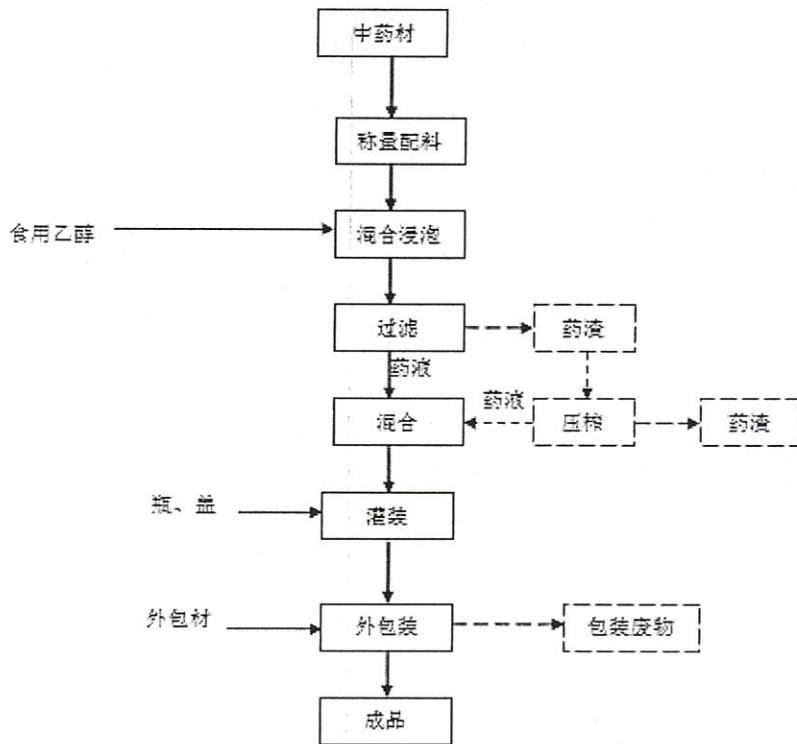 中药材
称量配料
食用乙醇
混合浸泡
过滤
药渣
药液
混合
药液
压榨
药渣
瓶、盖
灌装
外包材
外包装
包装废物
成品